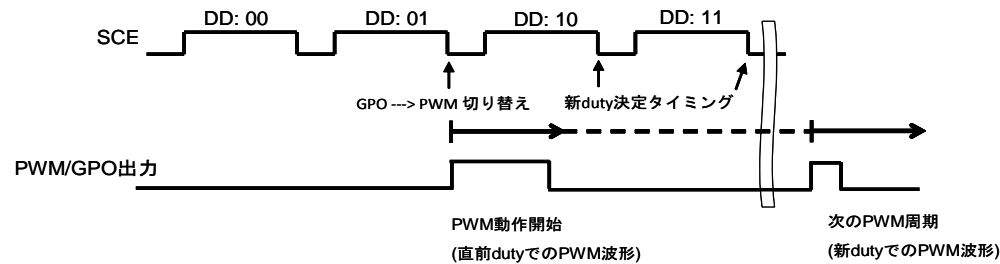 DD: 00
DD: 01
DD: 10
DD: 11
SCE
GPO ---> PWM 切り替え
新duty決定タイミング
PWM/GPO出力
PWM動作開始
(直前dutyでのPWM波形)
次のPWM周期
(新dutyでのPWM波形)